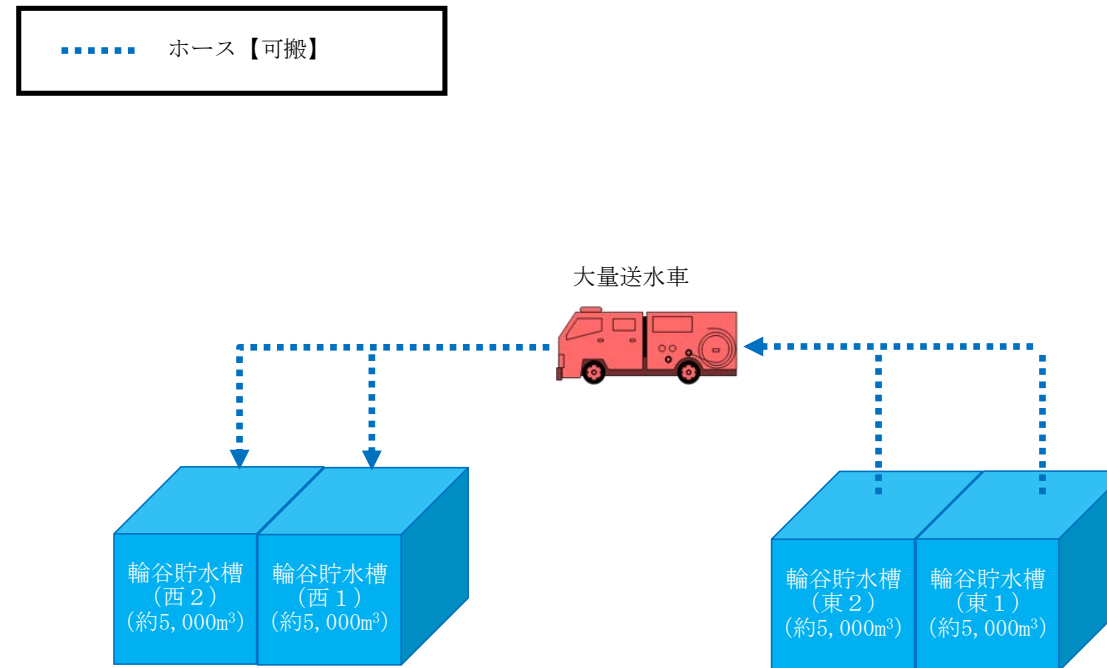 ホース【可搬】
大量送水車
輪谷貯水槽
(西2)
(約5,000m³)
輪谷貯水槽
(西1)
(約5,000m³)
輪谷貯水槽
(東2)
(約5,000m³)
輪谷貯水槽
(東1)
(約5,000m³)